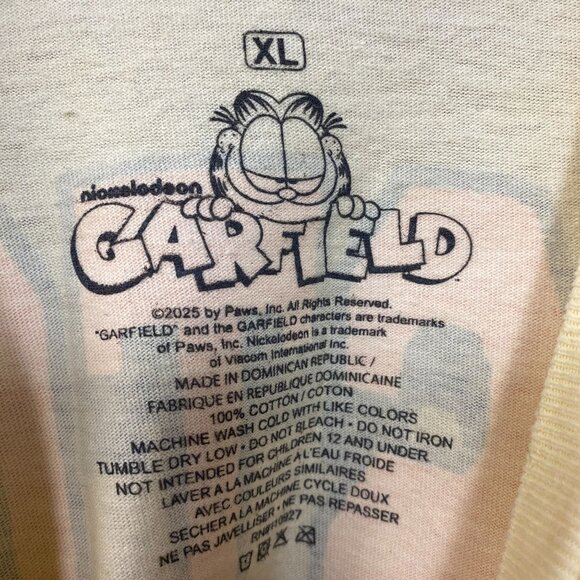 XL
nickelodeon
GARFIELD
©2025 by Paws, Inc. All Rights Reserved.
"GARFIELD" and the GARFIELD characters are trademarks
of Paws, Inc. Nickelodeon is a trademark
of Viacom International Inc.
MADE IN DOMINICAN REPUBLIC /
FABRIQUE EN REPUBLIQUE DOMINICAINE
100% COTTON / COTON
MACHINE WASH COLD WITH LIKE COLORS
TUMBLE DRY LOW • DO NOT BLEACH • DO NOT IRON
NOT INTENDED FOR CHILDREN 12 AND UNDER
LAVER A LA MACHINE A L'EAU FROIDE
AVEC COULEURS SIMILAIRES
SECHER A LA MACHINE CYCLE DOUX
NE PAS JAVELLISER • NE PAS REPASSER
RN#110927